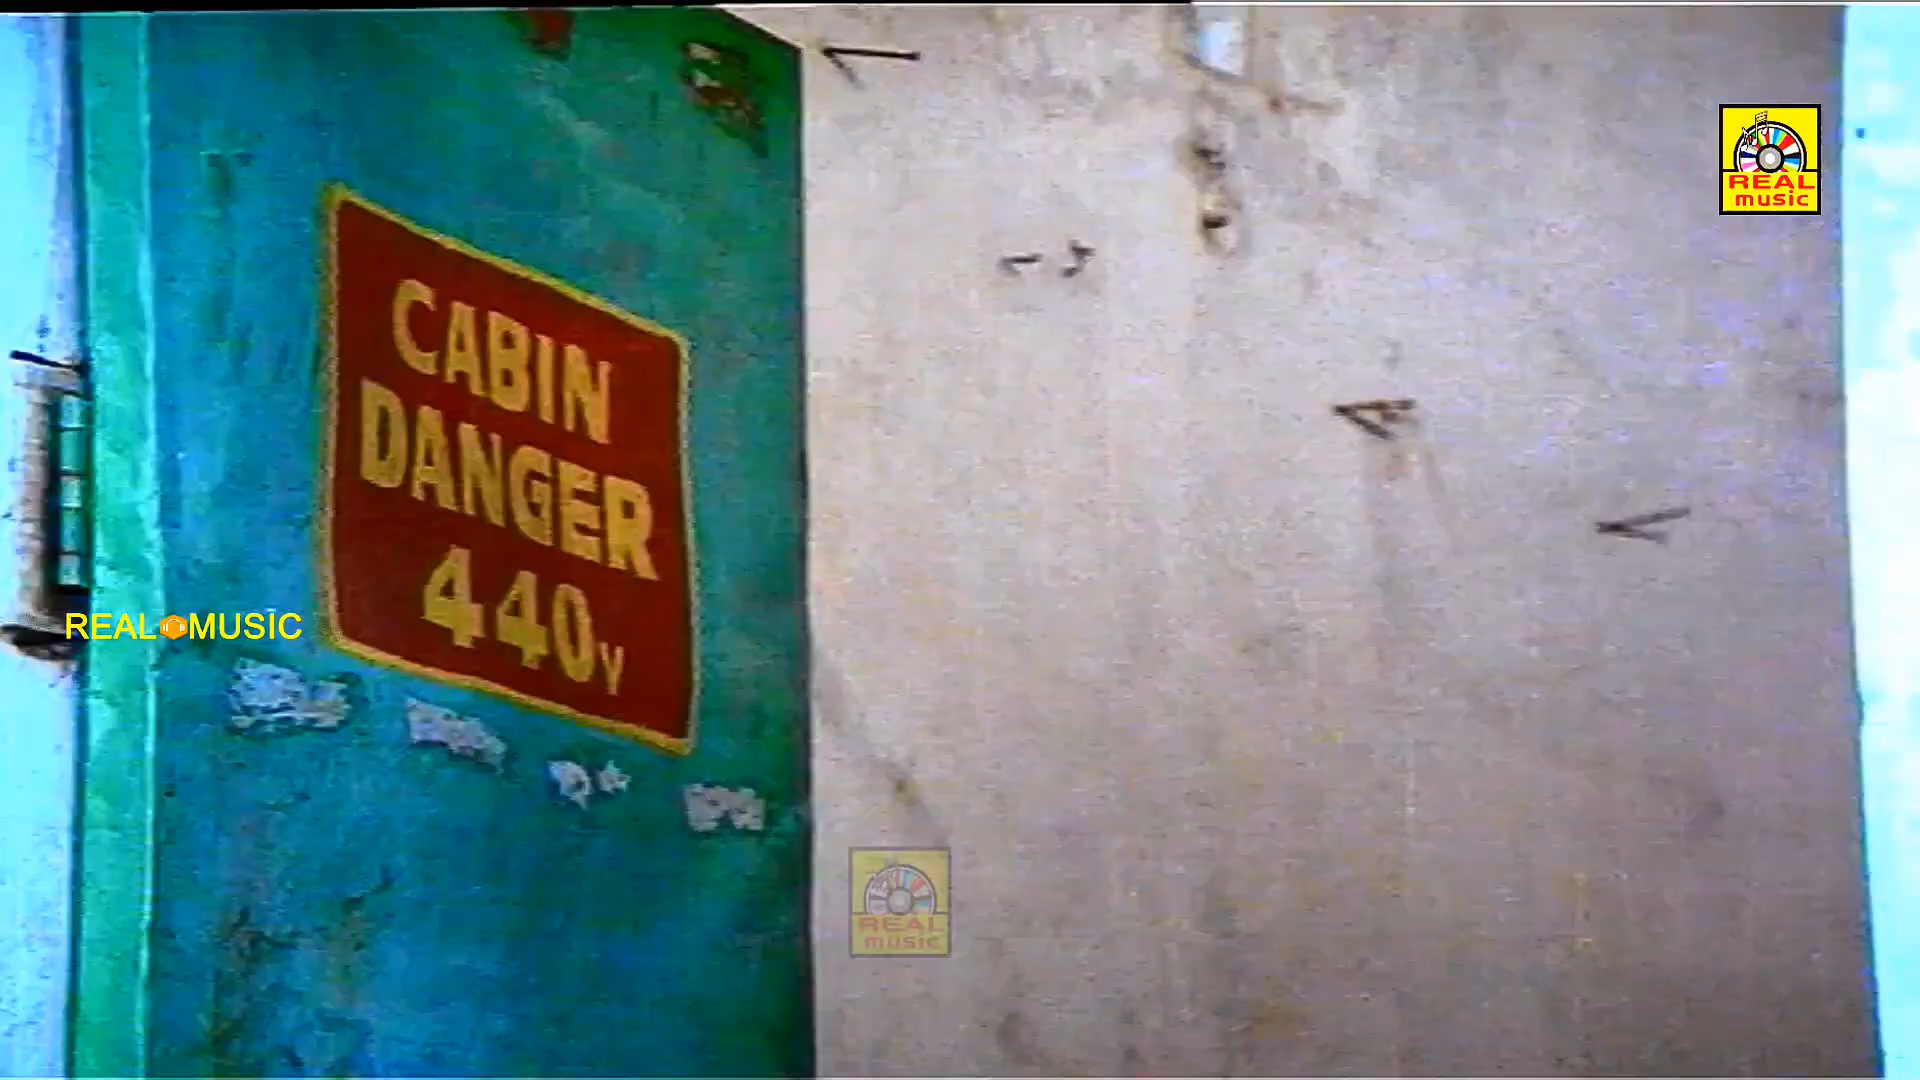 CABIN
DANGER
440V
REAL
music
REAL MUSIC
REAL
music